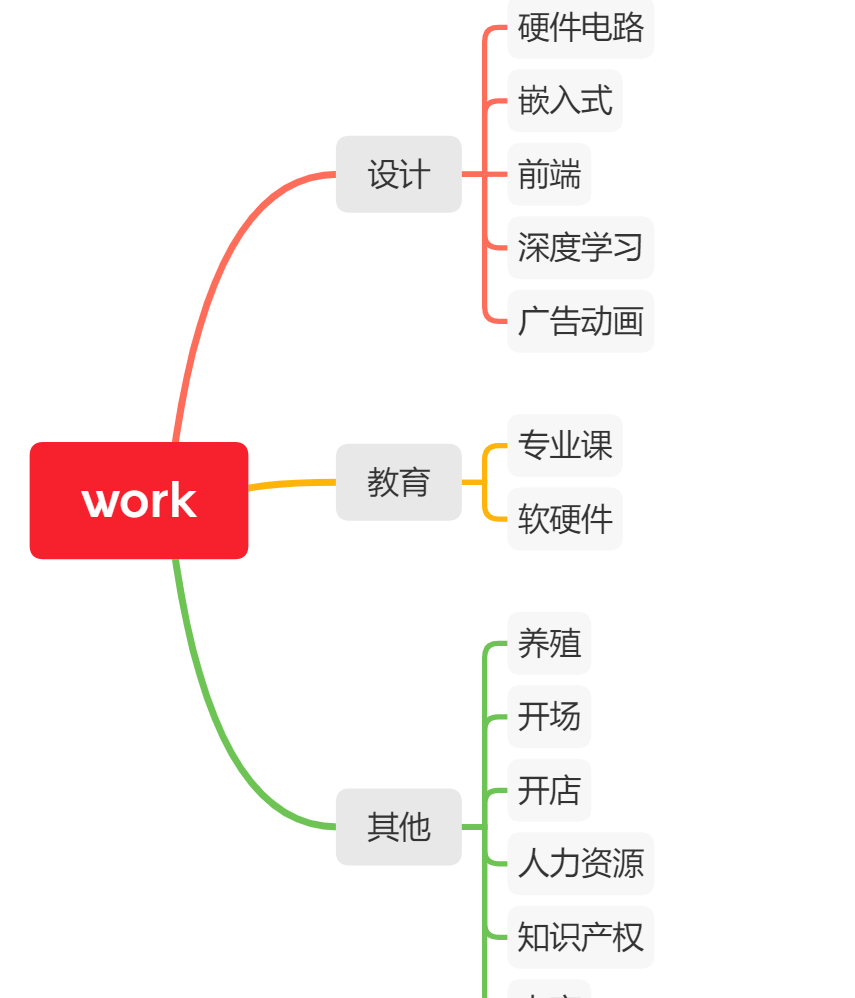 work
设计
硬件电路
嵌入式
前端
深度学习
广告动画
教育
专业课
软硬件
其他
养殖
开场
开店
人力资源
知识产权